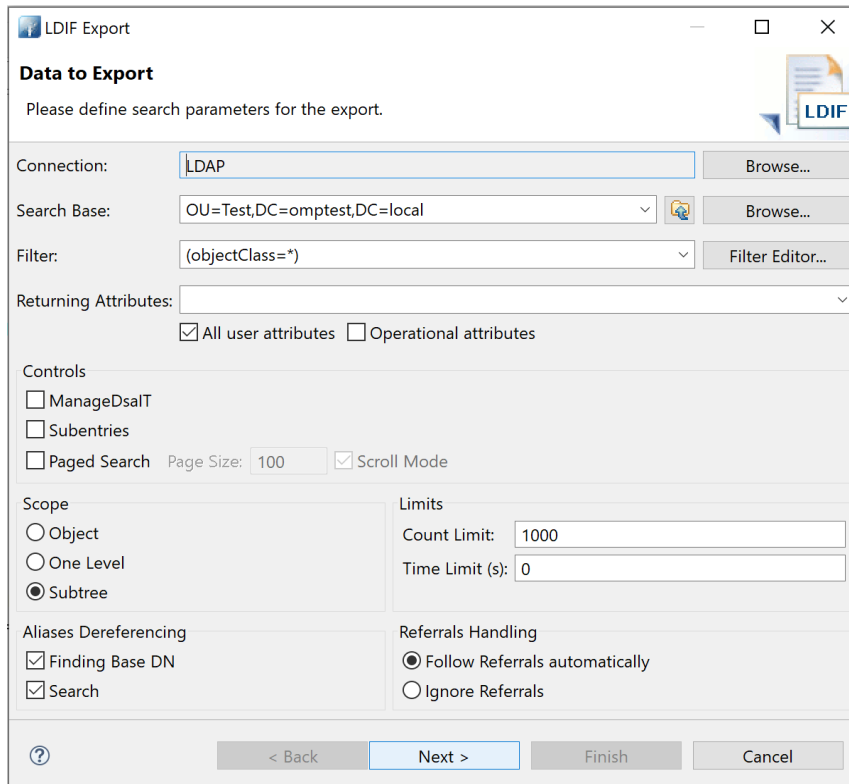 LDIF Export
Data to Export
Please define search parameters for the export.
LDIF
Connection: LDAP Browse...
Search Base: OU=Test,DC=omptest,DC=local Browse...
Filter: (objectClass=*) Filter Editor...
Returning Attributes:
All user attributes Operational attributes
Controls
ManageDsaIT
Subentries
Paged Search Page Size: 100 Scroll Mode
Scope
Object
One Level
Subtree
Limits
Count Limit: 1000
Time Limit (s): 0
Aliases Dereferencing
Finding Base DN
Search
Referrals Handling
Follow Referrals automatically
Ignore Referrals
? < Back Next > Finish Cancel